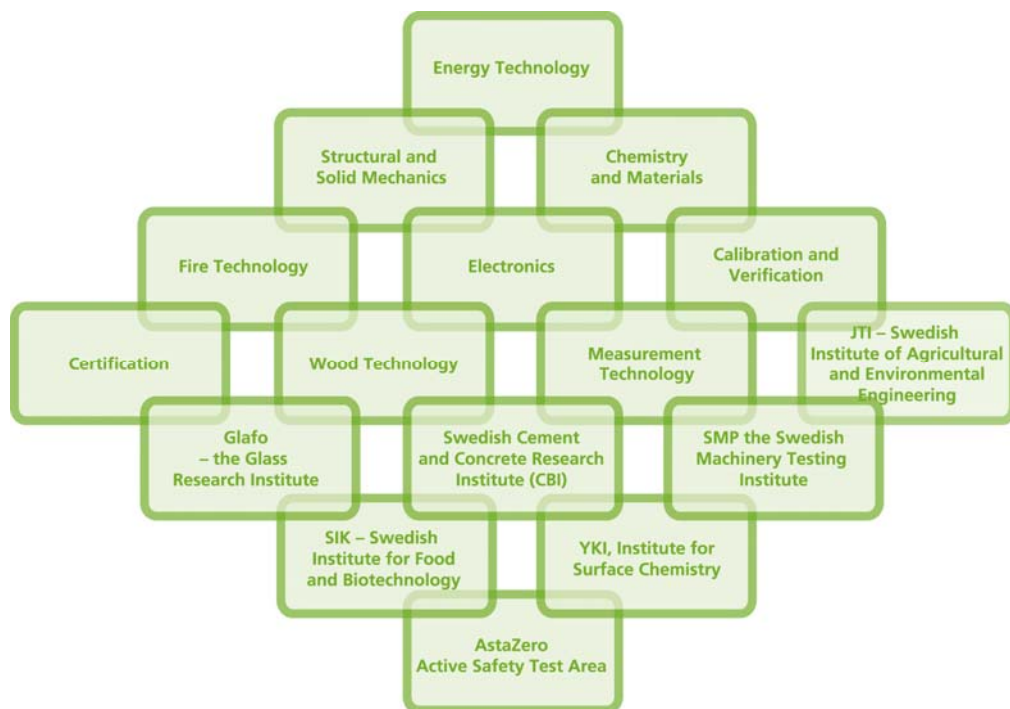 Energy Technology
Structural and
Solid Mechanics
Chemistry
and Materials
Fire Technology
Electronics
Calibration and
Verification
Certification
Wood Technology
Measurement
Technology
JTI – Swedish
Institute of Agricultural
and Environmental
Engineering
Glafo
– the Glass
Research Institute
Swedish Cement
and Concrete Research
Institute (CBI)
SMP the Swedish
Machinery Testing
Institute
SIK – Swedish
Institute for Food
and Biotechnology
YKI, Institute for
Surface Chemistry
AstaZero
Active Safety Test Area